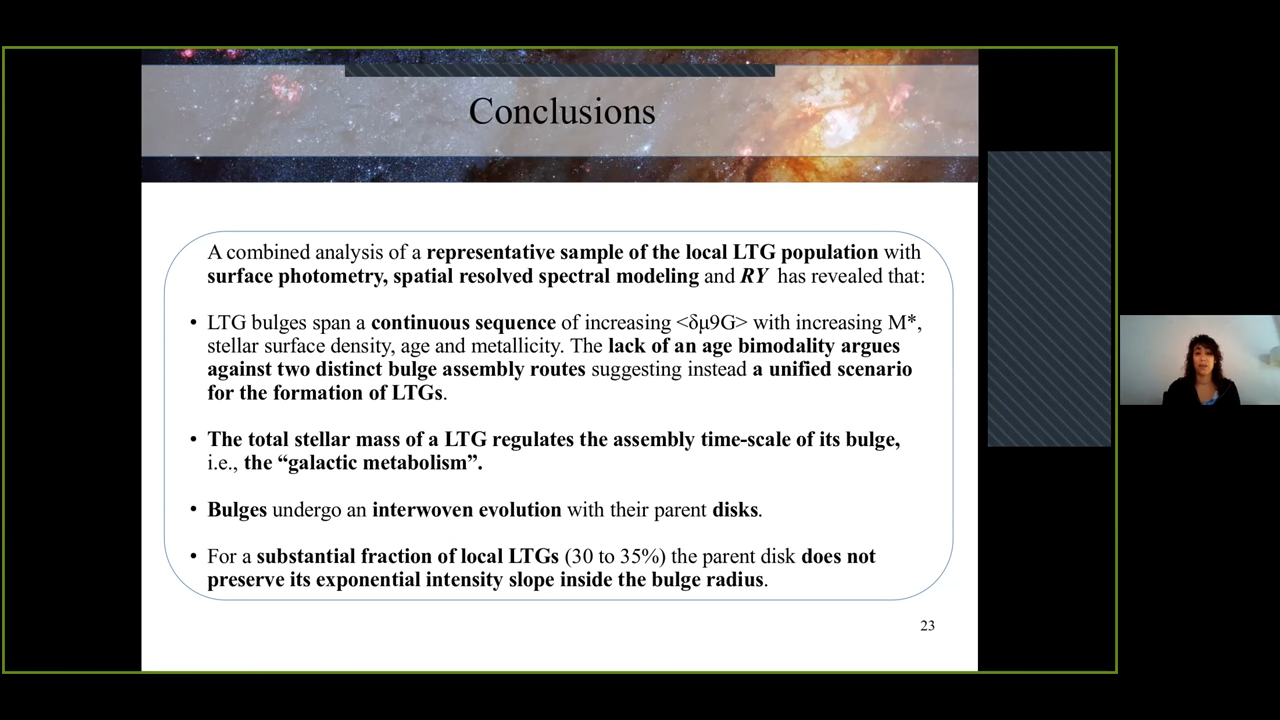 Conclusions
A combined analysis of a representative sample of the local LTG population with
surface photometry, spatial resolved spectral modeling and RY has revealed that:
• LTG bulges span a continuous sequence of increasing <δμ9G> with increasing M*,
stellar surface density, age and metallicity. The lack of an age bimodality argues
against two distinct bulge assembly routes suggesting instead a unified scenario
for the formation of LTGs.
• The total stellar mass of a LTG regulates the assembly time-scale of its bulge,
i.e., the “galactic metabolism”.
• Bulges undergo an interwoven evolution with their parent disks.
• For a substantial fraction of local LTGs (30 to 35%) the parent disk does not
preserve its exponential intensity slope inside the bulge radius.
23